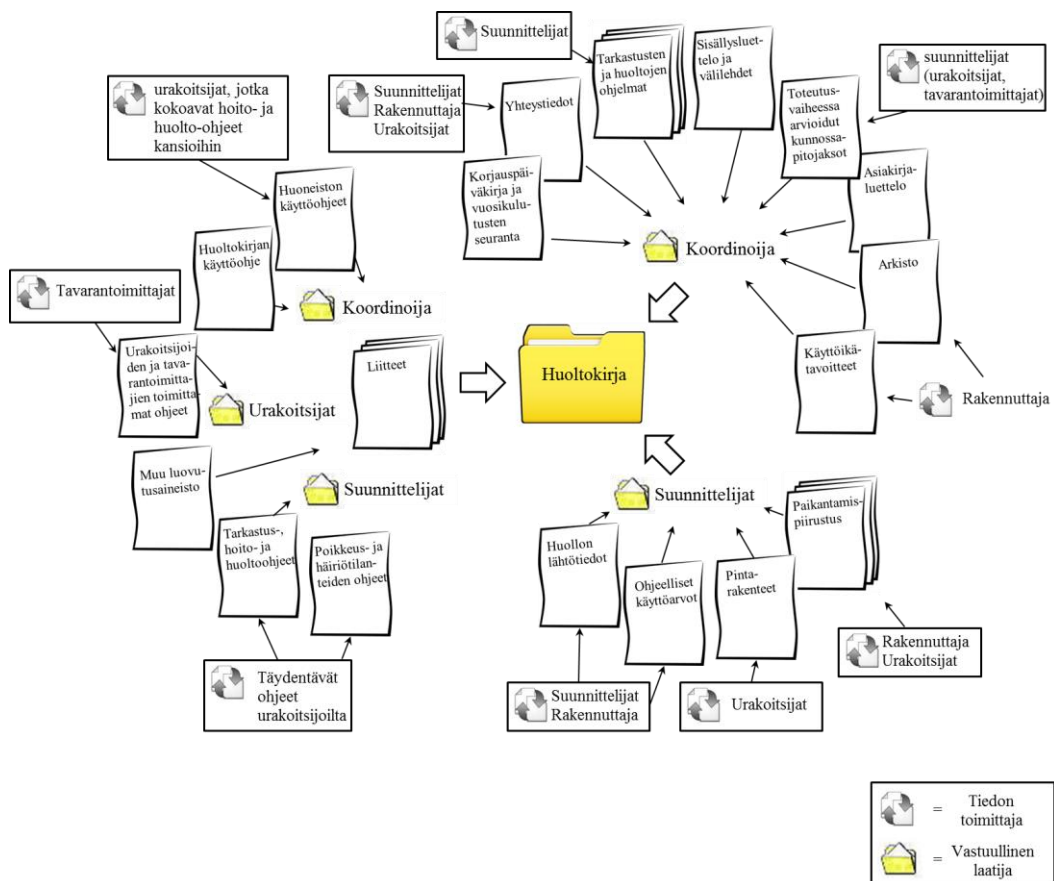 Suunnittelijat
Tarkastusten
ja huoltojen
ohjelmat
Sisällysluet-
telo ja
välilehdet
suunnittelijat
(urakoitsijat,
tavarantoimittajat)
urakoitsijat, jotka
kokoavat hoito- ja
huolto-ohjeet
kansioihin
Suunnittelijat
Rakennuttaja
Urakoitsijat
Yhteystiedot
Toteutus-
vaiheessa
arvioidut
kunnossa-
pitojaksot
Korjauspäi-
väkirja ja
vuosikulu-
tusten
seuranta
Asiakirja-
luettelo
Huoneiston
käyttöohjeet
Huoltokirjan
käyttöohje
Koordinoija
Arkisto
Tavarantoimittajat
Koordinoija
Urakoitsijoi-
den ja tava-
rantoimitta-
jien toimitta-
mat ohjeet
Urakoitsijat
Liitteet
Huoltokirja
Käyttöikä-
tavoitteet
Rakennuttaja
Muu luovu-
tusaineisto
Suunnittelijat
Suunnittelijat
Paikantamis-
piirustus
Tarkastus-,
hoito- ja
huoltoohjeet
Poikkeus- ja
häiriötilan-
teiden ohjeet
Huollon
lähtötiedot
Ohjeelliset
käyttöarvot
Pinta-
rakenteet
Rakennuttaja
Urakoitsijat
Täydentävät
ohjeet
urakoitsijoilta
Suunnittelijat
Rakennuttaja
Urakoitsijat
= Tiedon
toimittaja
= Vastuullinen
laatija